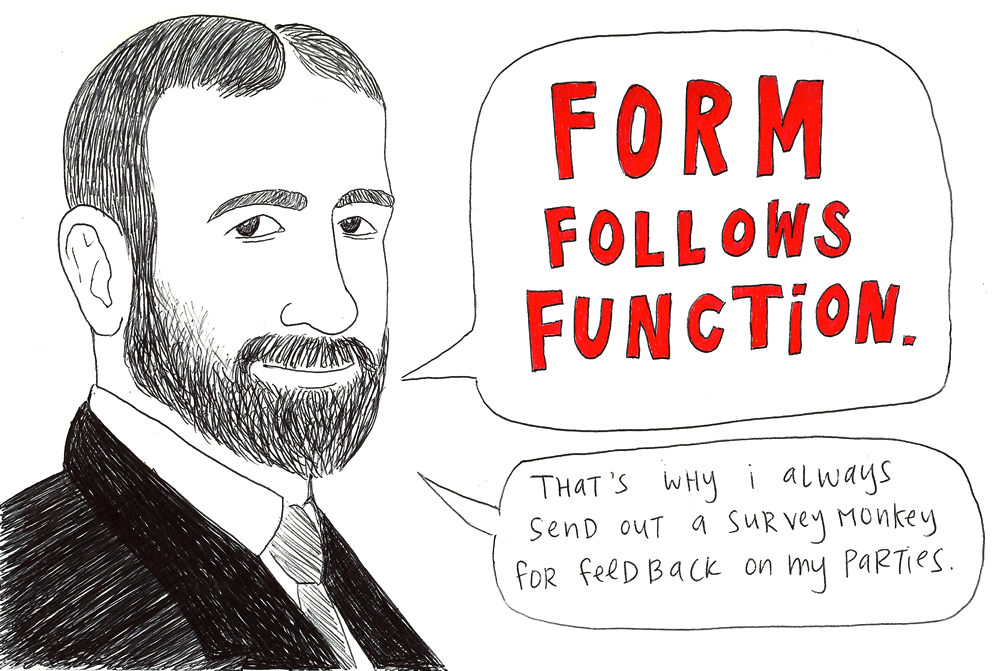 FORM
FOLLOWS
FUNCTiON.
THAT'S WHY i ALWAYS
SEND OUT A SURVEY MONKEY
FOR FEEDBACK ON MY PARTIES.